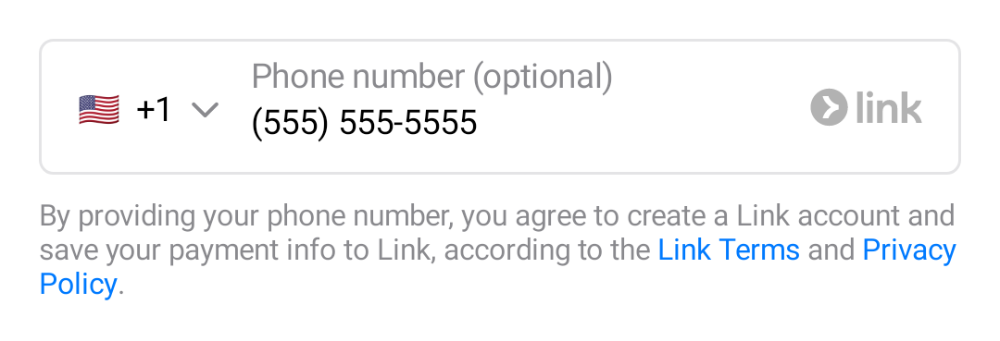 Phone number (optional)
+1
(555) 555-5555
link
By providing your phone number, you agree to create a Link account and
save your payment info to Link, according to the Link Terms and Privacy
Policy.